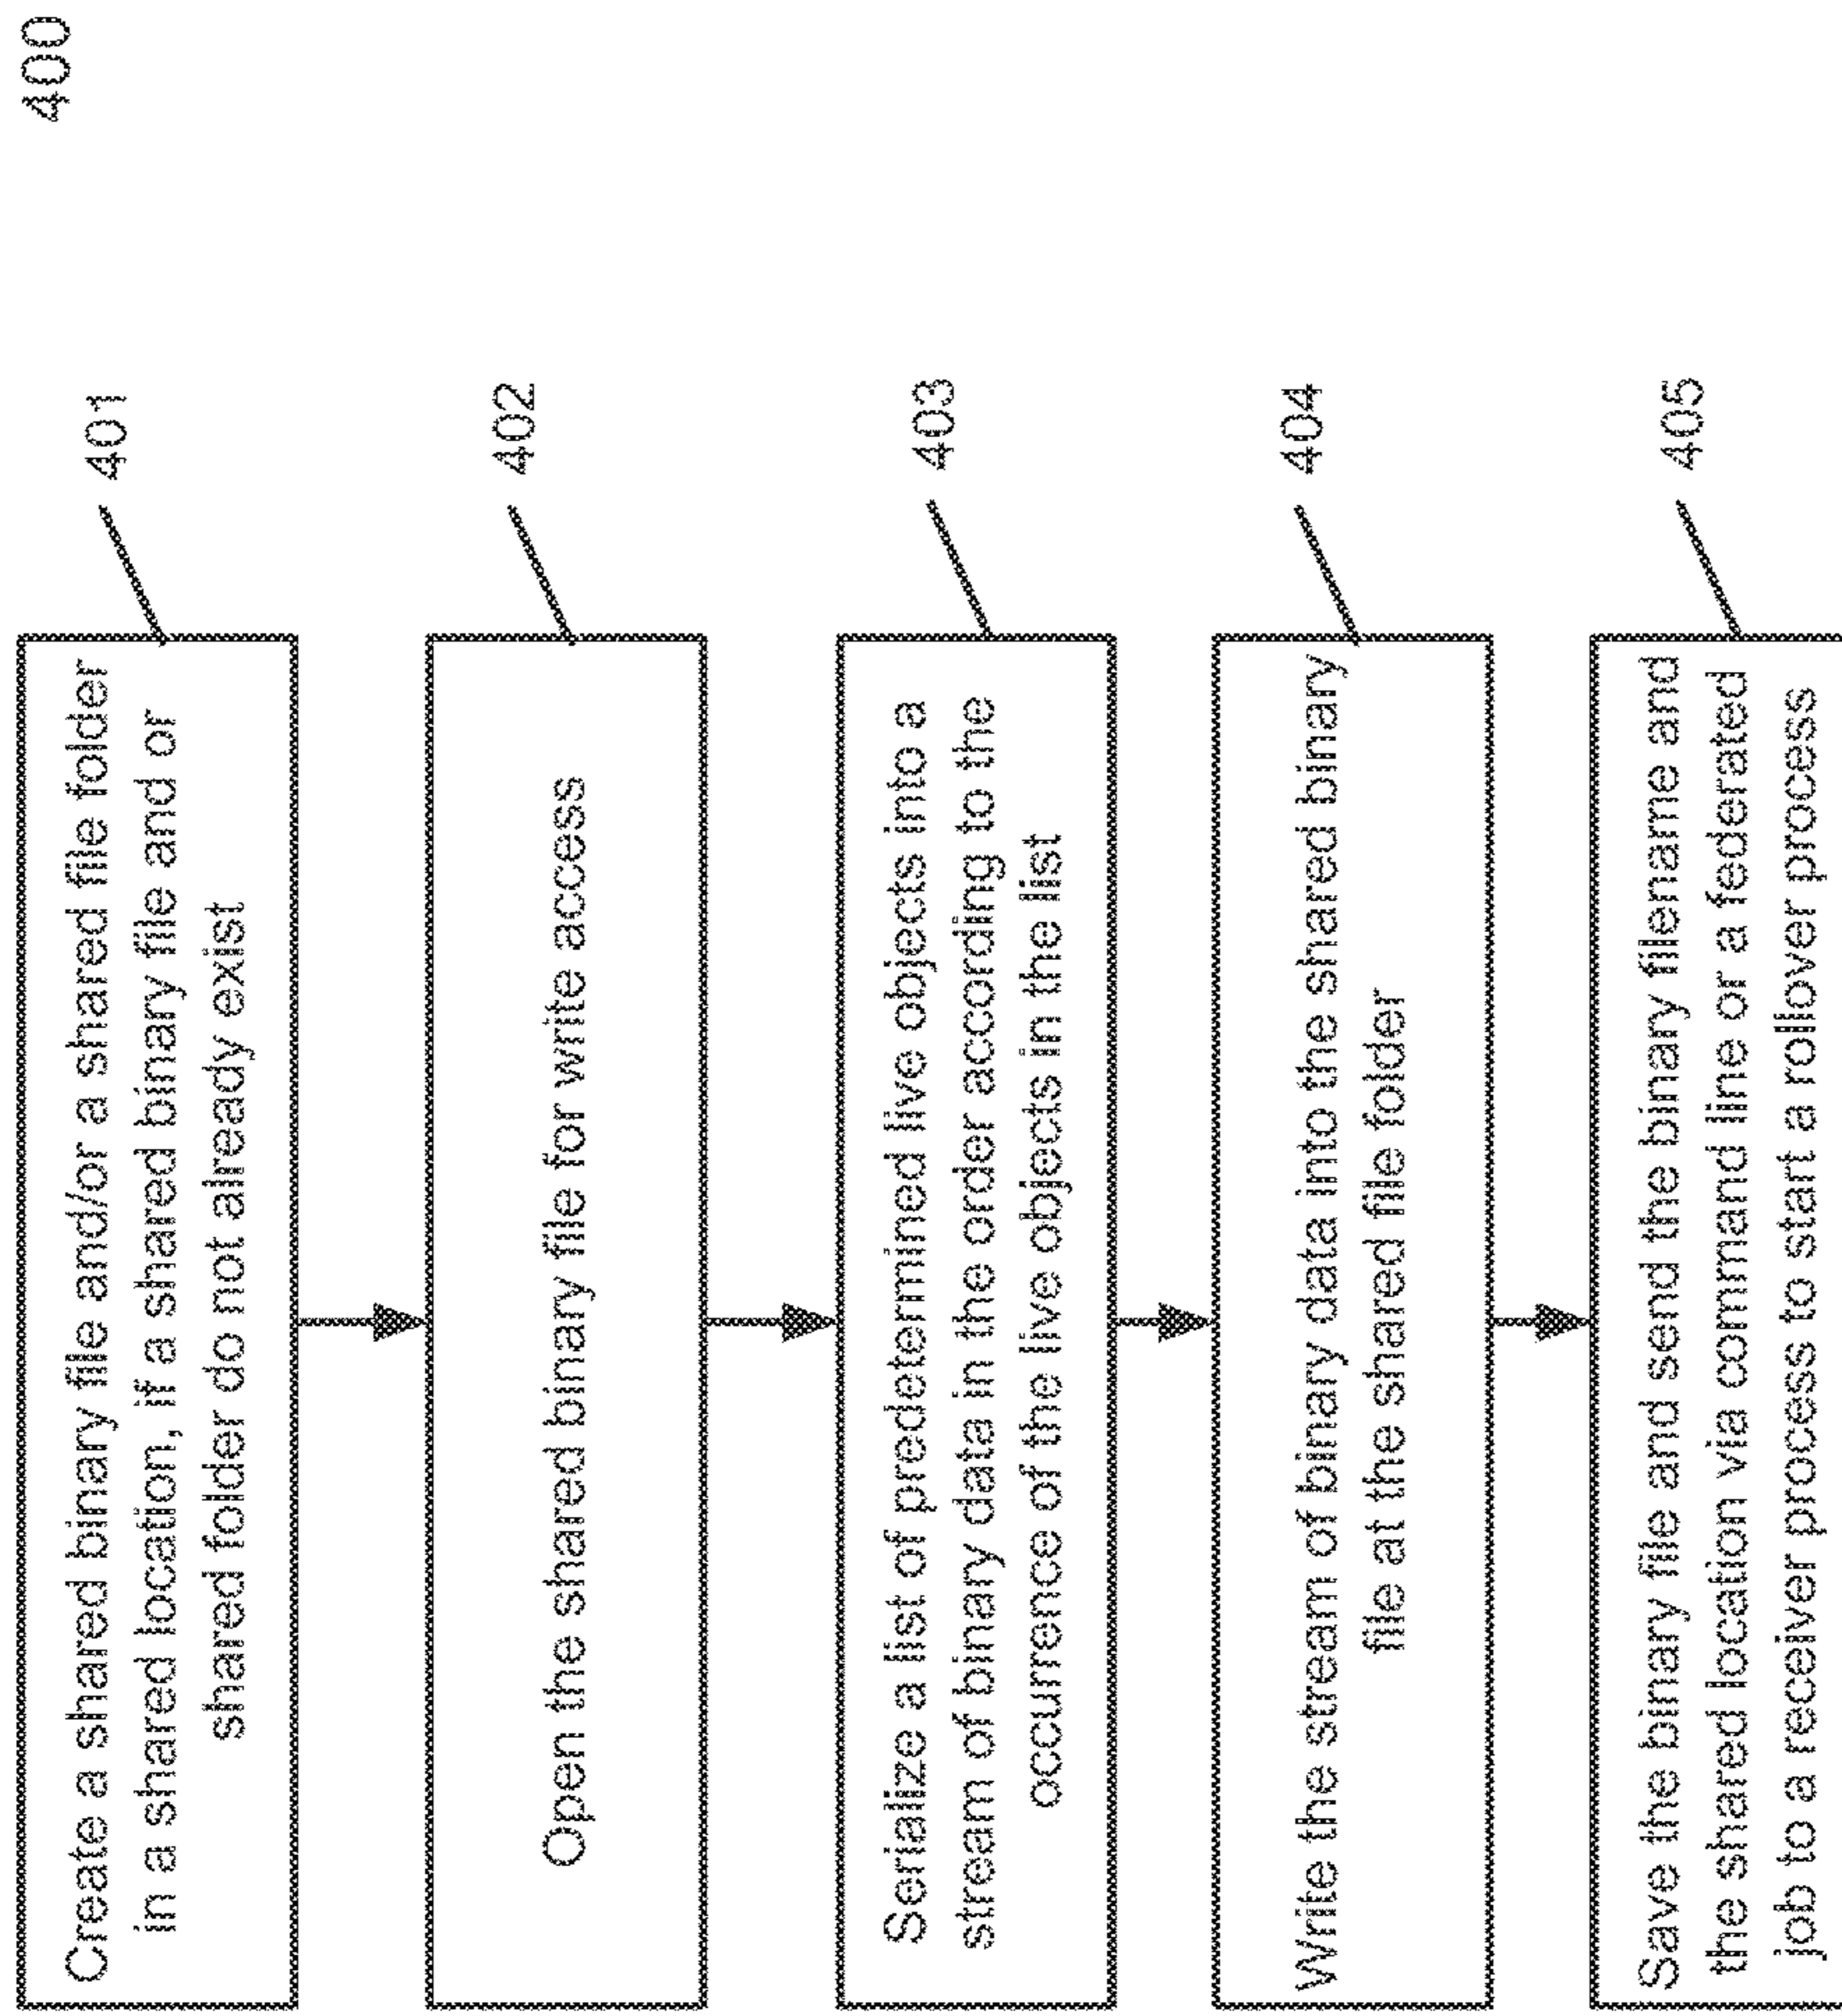 400
Create a shared binary file and/or a shared file folder
in a shared location, if a shared binary file and or
shared folder do not already exist
401
Open the shared binary file for write access
402
Serialize a list of predetermined live objects into a
stream of binary data in the order according to the
occurrence of the live objects in the list
403
Write the stream of binary data into the shared binary
file at the shared file folder
404
Save the binary file and send the binary filename and
the shared location via command line or a federated
job to a receiver process to start a rollover process
405